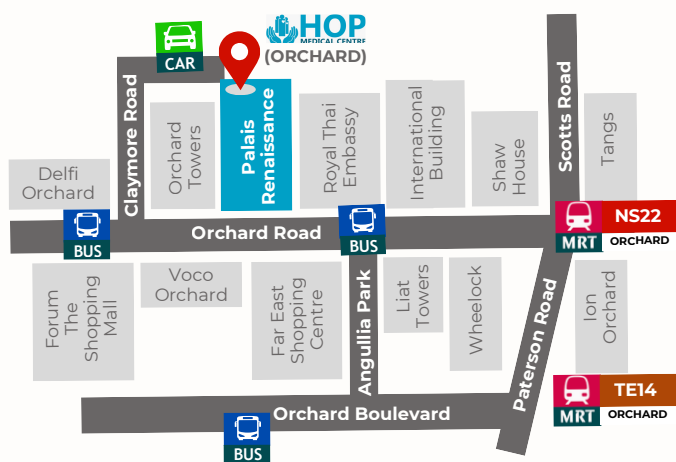 HOP
MEDICAL CENTRE
(ORCHARD)
CAR
Claymore Road
Orchard
Towers
Palais
Renaissance
Royal Thai
Embassy
International
Building
Shaw
House
Scotts Road
Tangs
Delfi
Orchard
BUS
Orchard Road
BUS
MRT
NS22
ORCHARD
Forum
The
Shopping
Mall
Voco
Orchard
Far East
Shopping
Centre
Angullia Park
Liat
Towers
Wheelock
Paterson Road
Ion
Orchard
MRT
TE14
ORCHARD
Orchard Boulevard
BUS